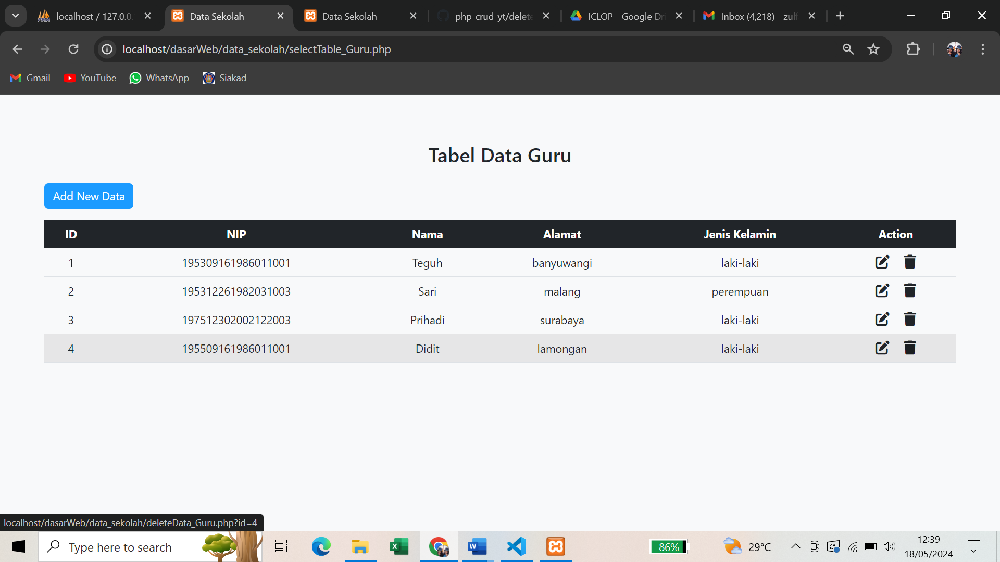 localhost / 127.0.0.
Data Sekolah
Data Sekolah
php-crud-yt/delete
ICLOP - Google Dri
Inbox (4,218) - zulf
localhost/dasarWeb/data_sekolah/selectTable_Guru.php
Gmail YouTube WhatsApp Siakad
Tabel Data Guru
Add New Data
ID NIP Nama Alamat Jenis Kelamin Action
1 195309161986011001 Teguh banyuwangi laki-laki
2 195312261982031003 Sari malang perempuan
3 197512302002122003 Prihadi surabaya laki-laki
4 195509161986011001 Didit lamongan laki-laki
localhost/dasarWeb/data_sekolah/deleteData_Guru.php?id=4
Type here to search
86%
29°C
12:39
18/05/2024